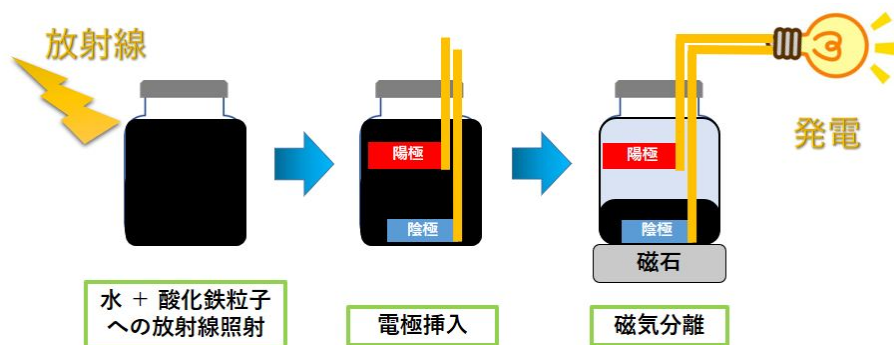 放射線
陽極
陰極
陽極
陰極
磁石
発電
水 + 酸化鉄粒子
への放射線照射
電極挿入
磁気分離